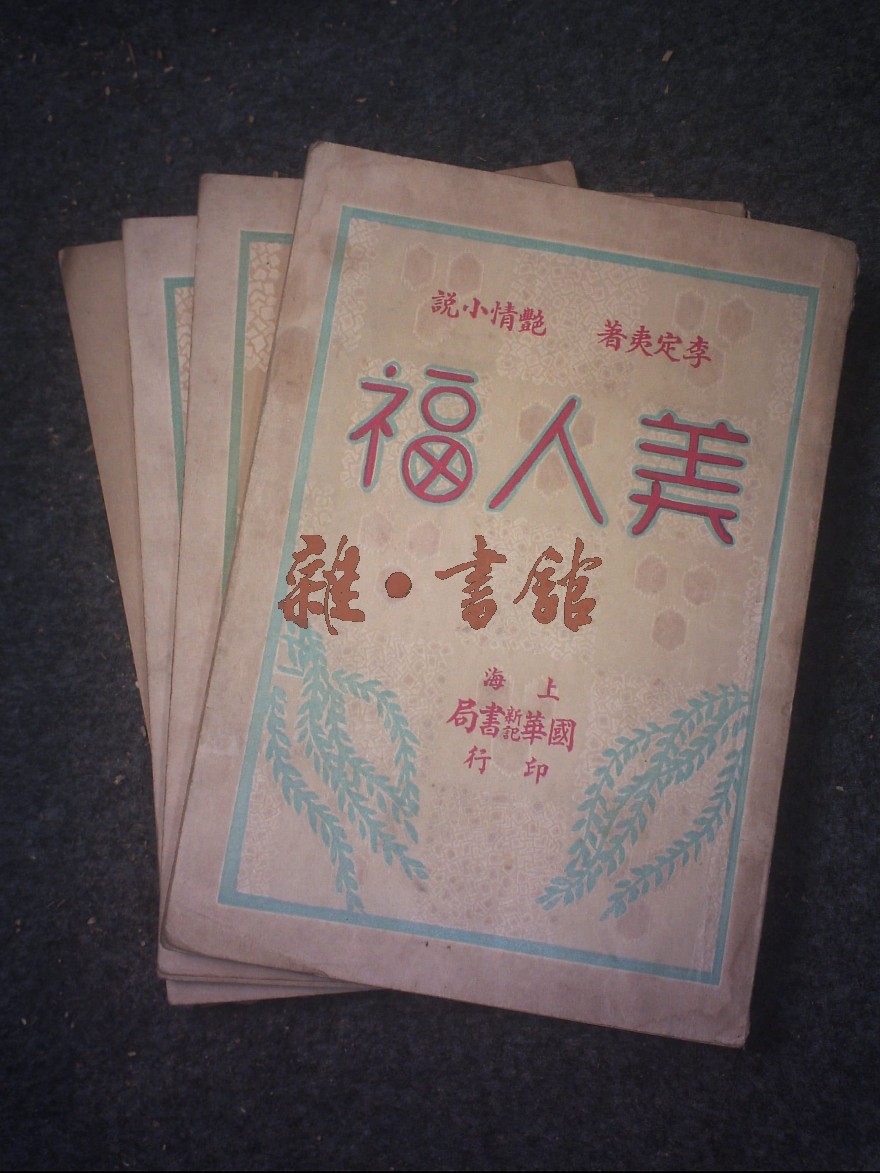 李定夷著 艷情小說
美人福
雜•書館
上海
國華新記書局
印行